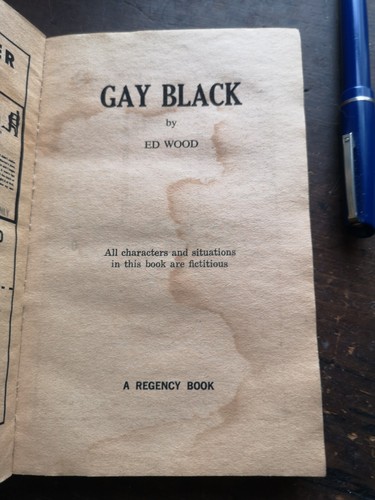 GAY BLACK
by
ED WOOD
All characters and situations
in this book are fictitious
A REGENCY BOOK